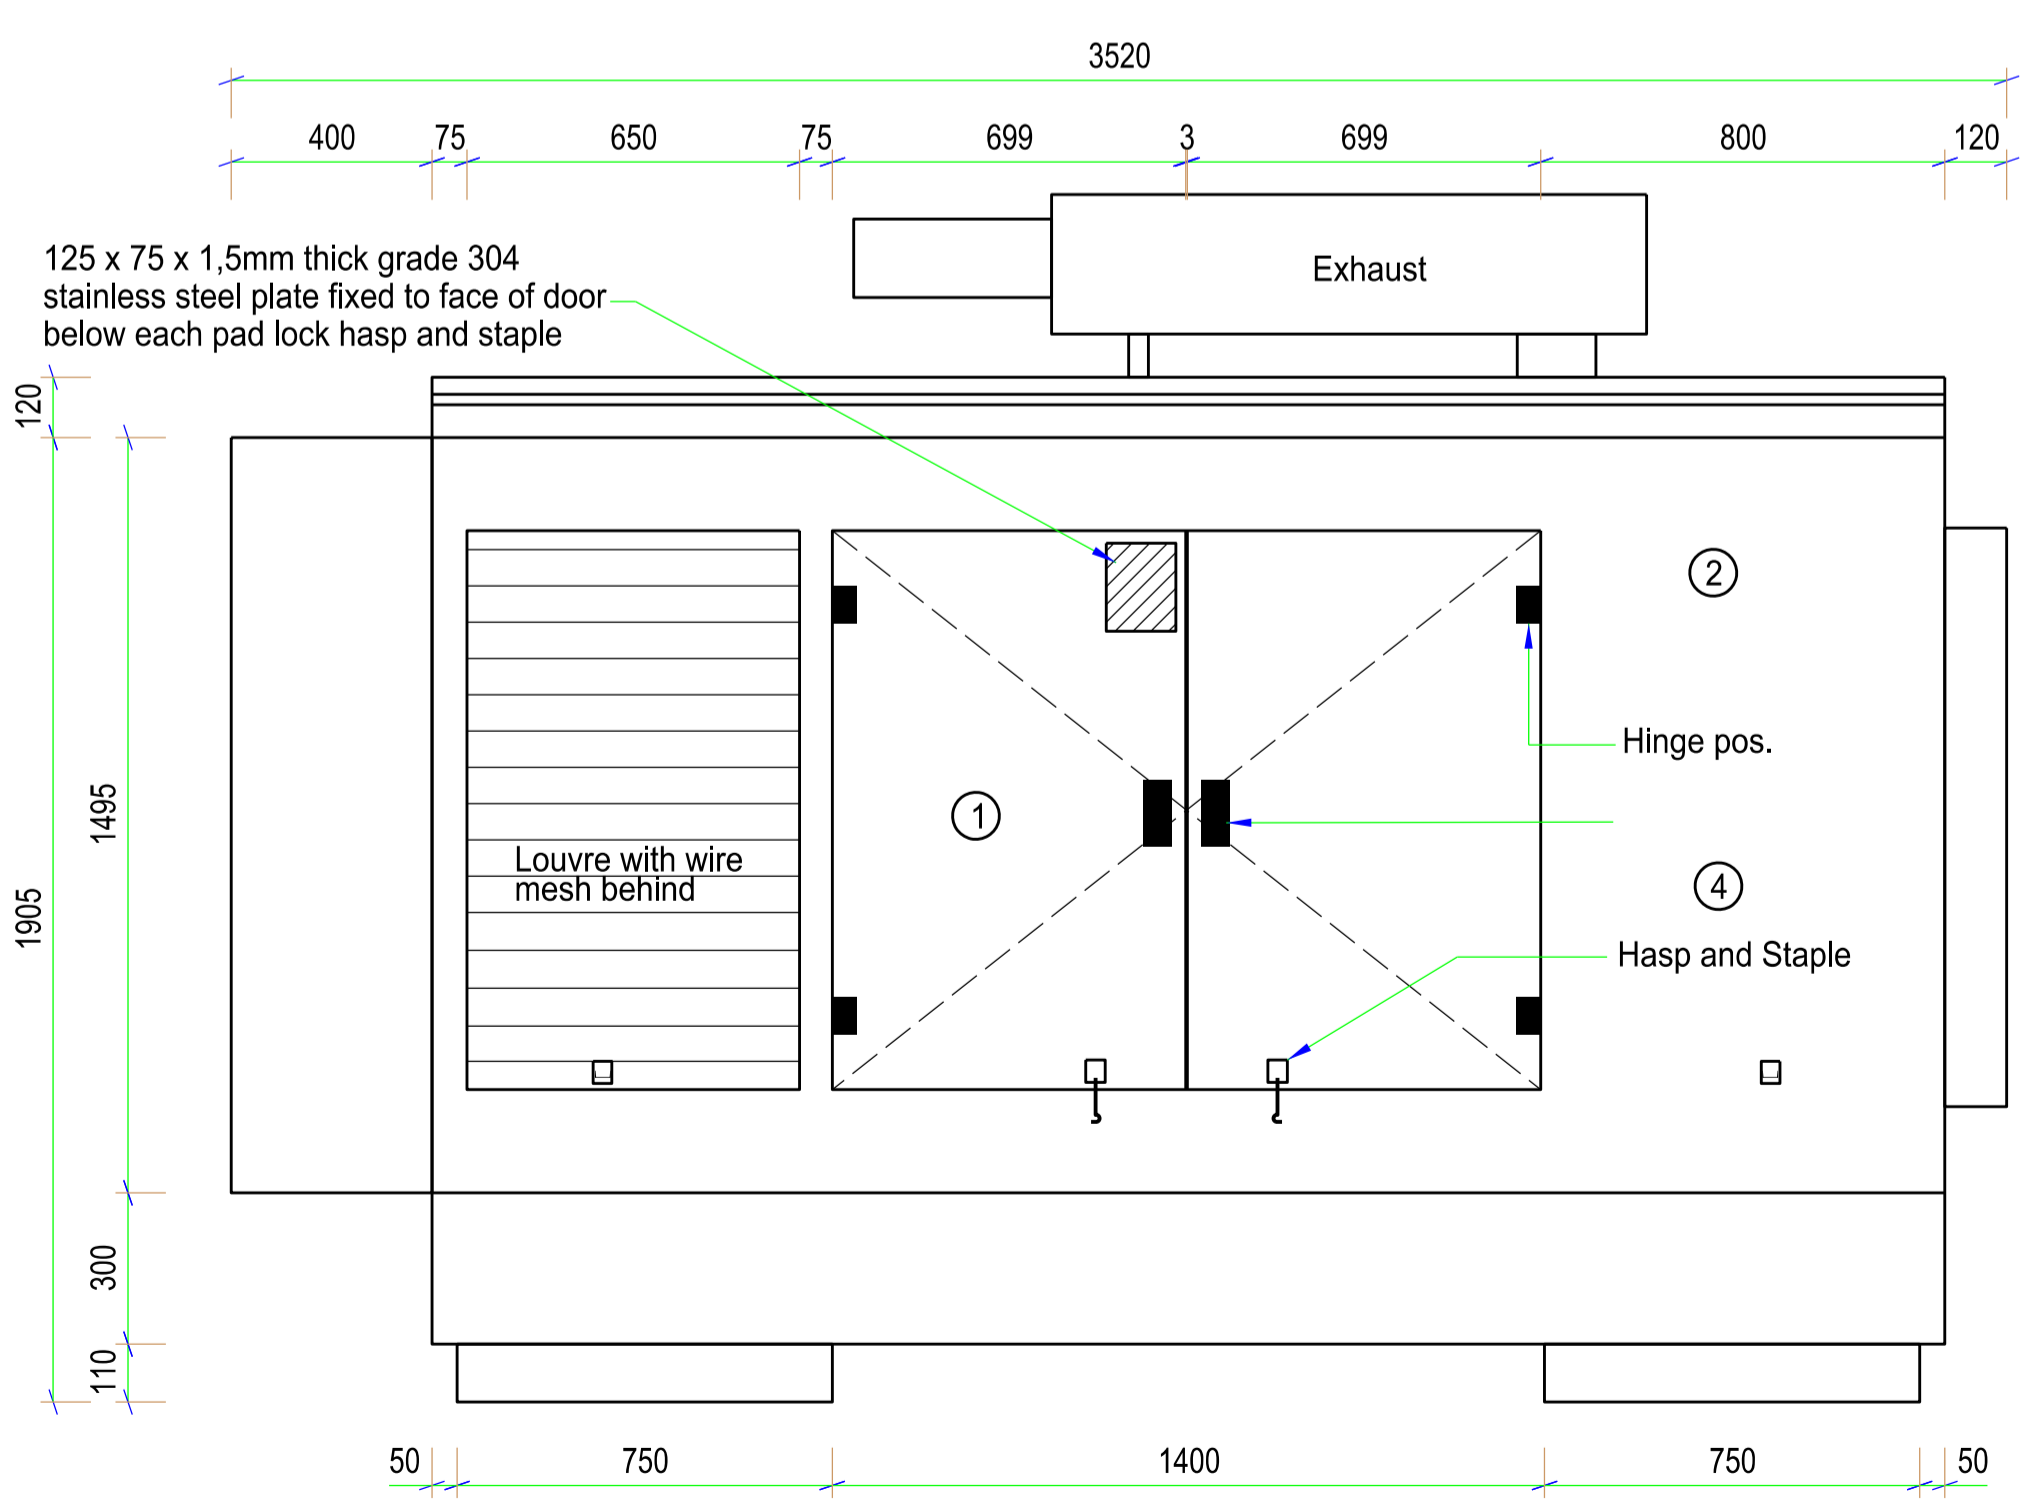 3520
400 75 650 75 699 3 699 800 120
Exhaust
125 x 75 x 1,5mm thick grade 304
stainless steel plate fixed to face of door
below each pad lock hasp and staple
120
2
Hinge pos.
1495
1
Louvre with wire
mesh behind
4
1905
Hasp and Staple
300
110
50 750 1400 750 50